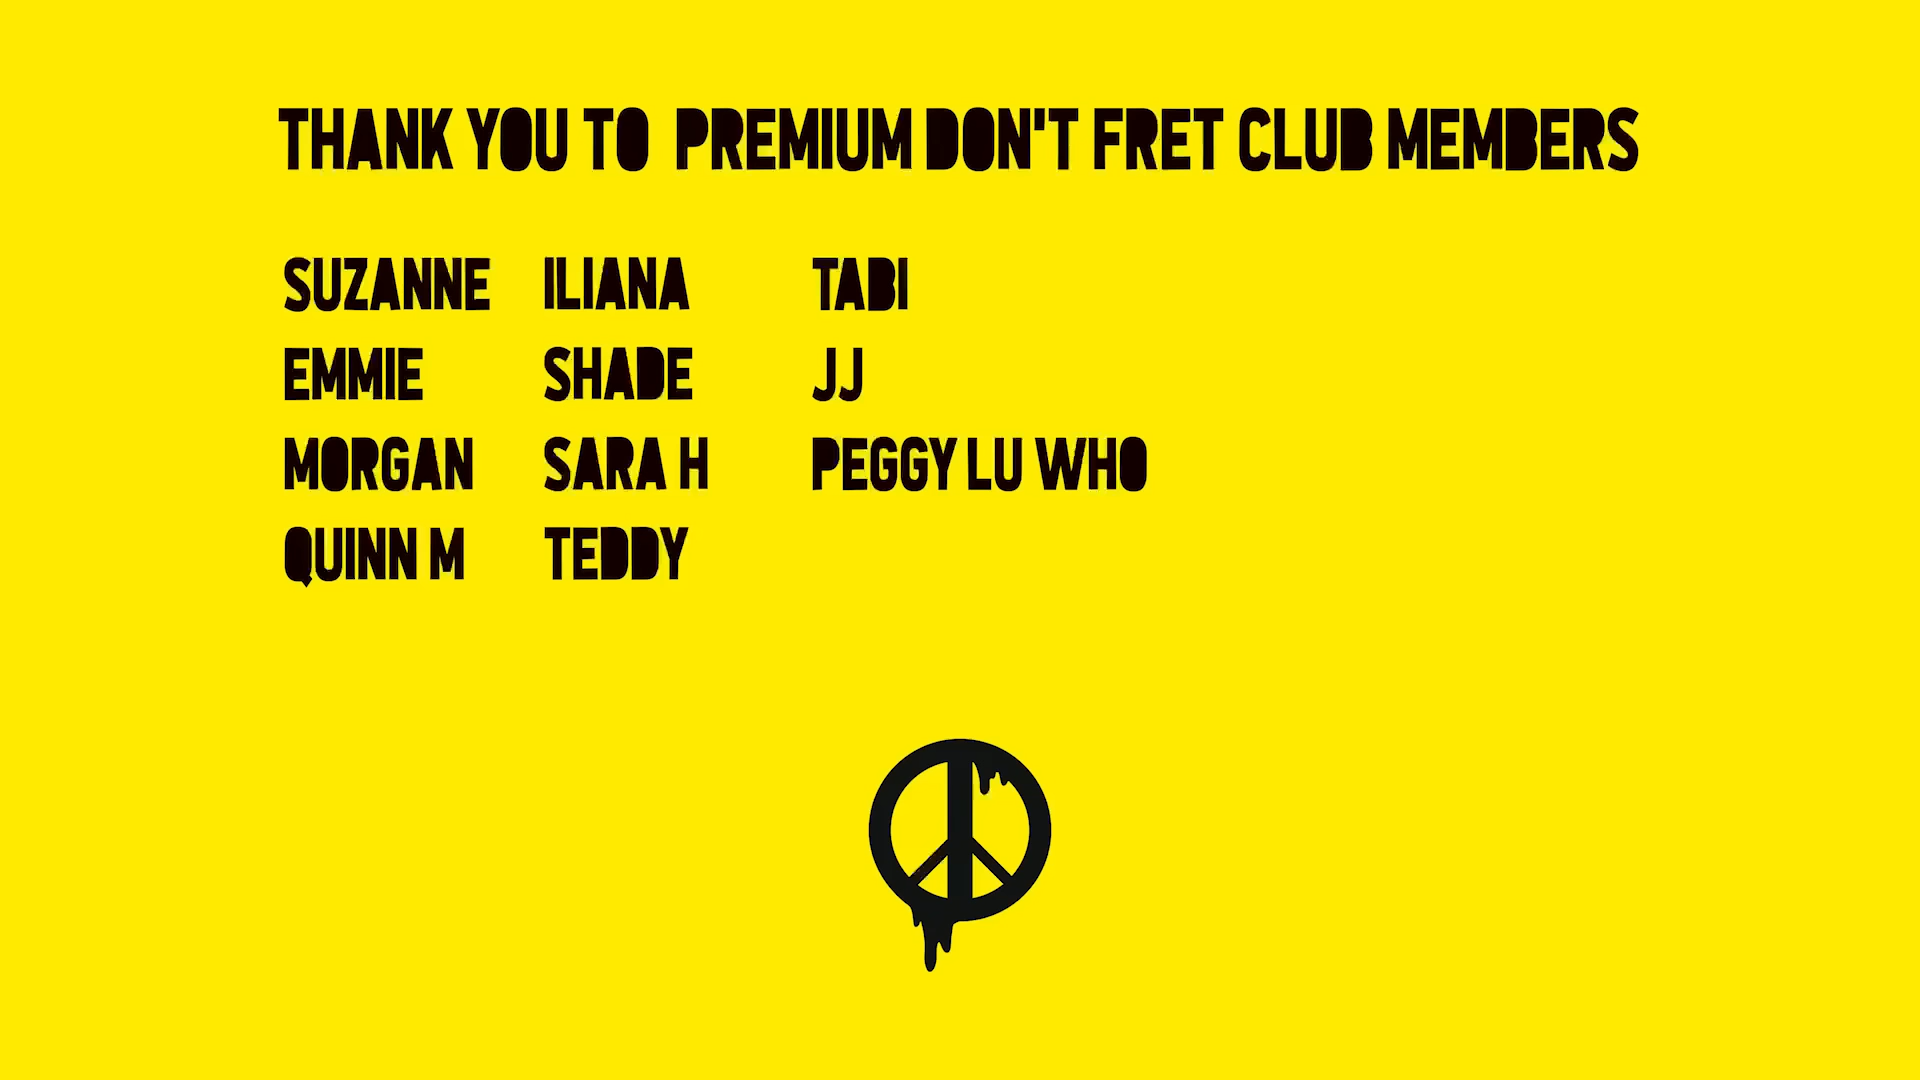 THANK YOU TO PREMIUM DON'T FRET CLUB MEMBERS
SUZANNE ILIANA TABI
EMMIE SHADE JJ
MORGAN SARA H PEGGY LU WHO
QUINN M TEDDY